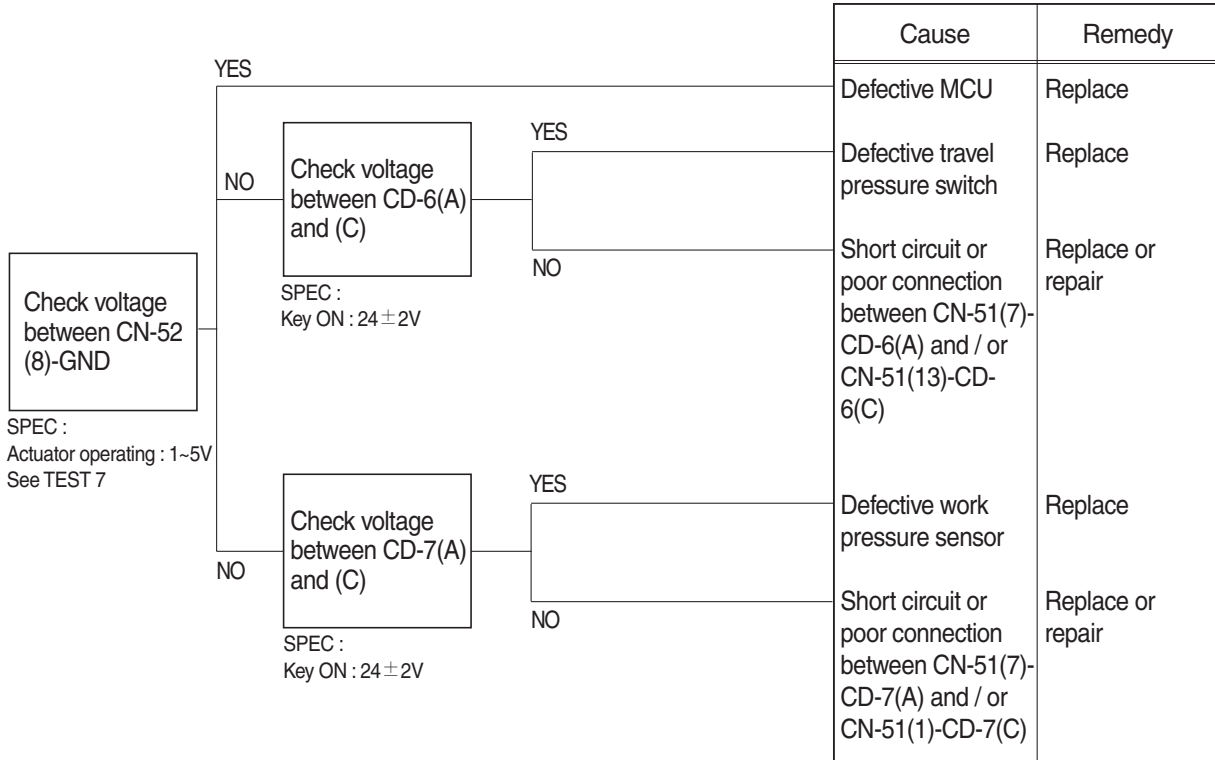 Cause
Remedy
YES
Defective MCU
Replace
NO
Check voltage
between CD-6(A)
and (C)
SPEC :
Key ON : 24±2V
YES
Defective travel
pressure switch
Replace
NO
Short circuit or
poor connection
between CN-51(7)-
CD-6(A) and / or
CN-51(13)-CD-
6(C)
Replace or
repair
Check voltage
between CN-52
(8)-GND
SPEC :
Actuator operating : 1~5V
See TEST 7
NO
Check voltage
between CD-7(A)
and (C)
SPEC :
Key ON : 24±2V
YES
Defective work
pressure sensor
Replace
NO
Short circuit or
poor connection
between CN-51(7)-
CD-7(A) and / or
CN-51(1)-CD-7(C)
Replace or
repair